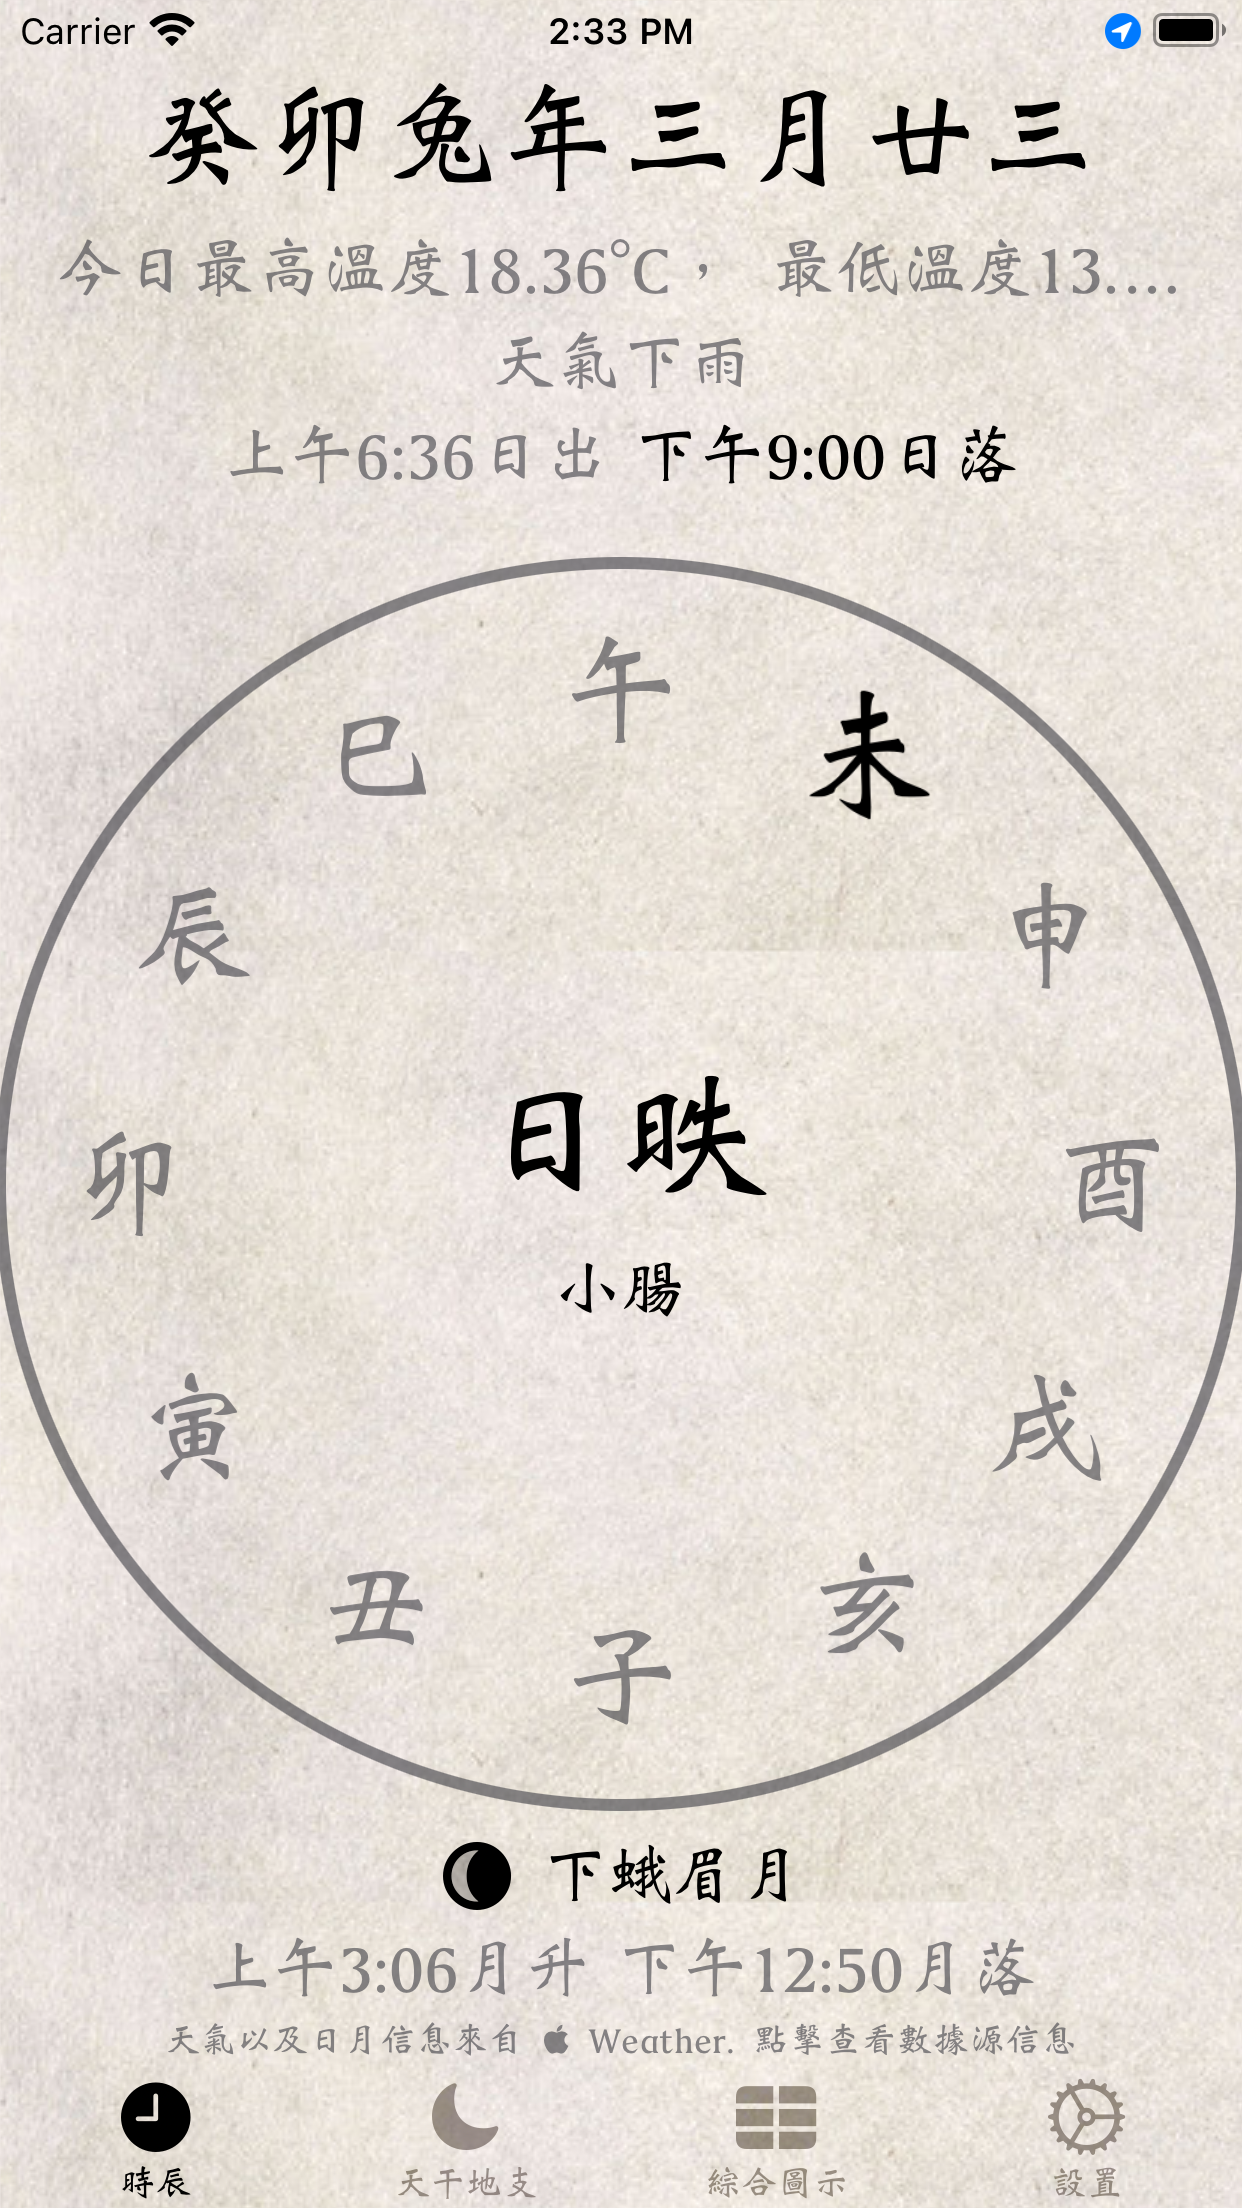 Carrier 2:33 PM
癸卯兔年三月廿三
今日最高溫度18.36°C， 最低溫度13....
天氣下雨
上午6:36日出 下午9:00日落
午
巳
未
辰
申
卯
日昳
酉
小腸
寅
戌
丑
亥
子
下蛾眉月
上午3:06月升 下午12:50月落
天氣以及日月信息來自  Weather. 點擊查看數據源信息
時辰 天干地支 綜合圖示 設置